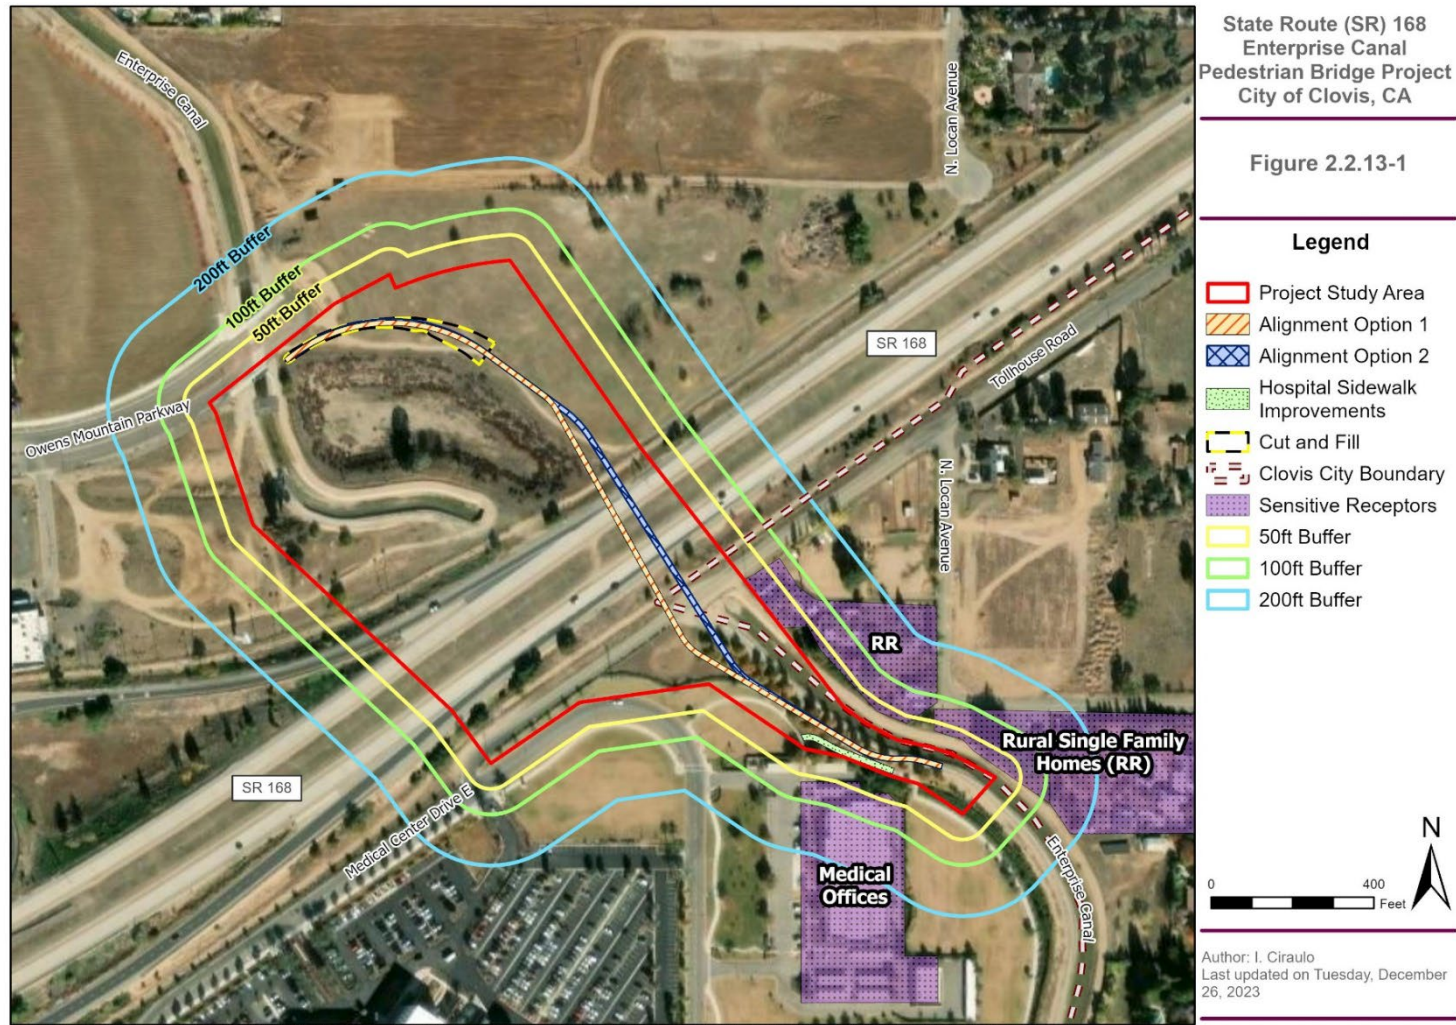 State Route (SR) 168
Enterprise Canal
Pedestrian Bridge Project
City of Clovis, CA
Figure 2.2.13-1
Legend
Project Study Area
Alignment Option 1
Alignment Option 2
Hospital Sidewalk
Improvements
Cut and Fill
Clovis City Boundary
Sensitive Receptors
50ft Buffer
100ft Buffer
200ft Buffer
N
0 400
Feet
Author: I. Ciraulo
Last updated on Tuesday, December
26, 2023
Enterprise Canal
N. Locan Avenue
200ft Buffer
100ft Buffer
50ft Buffer
SR 168
Tollhouse Road
Owens Mountain Parkway
N. Locan Avenue
RR
Rural Single Family
Homes (RR)
SR 168
Medical Center Drive E
Medical
Offices
Enterprise Canal